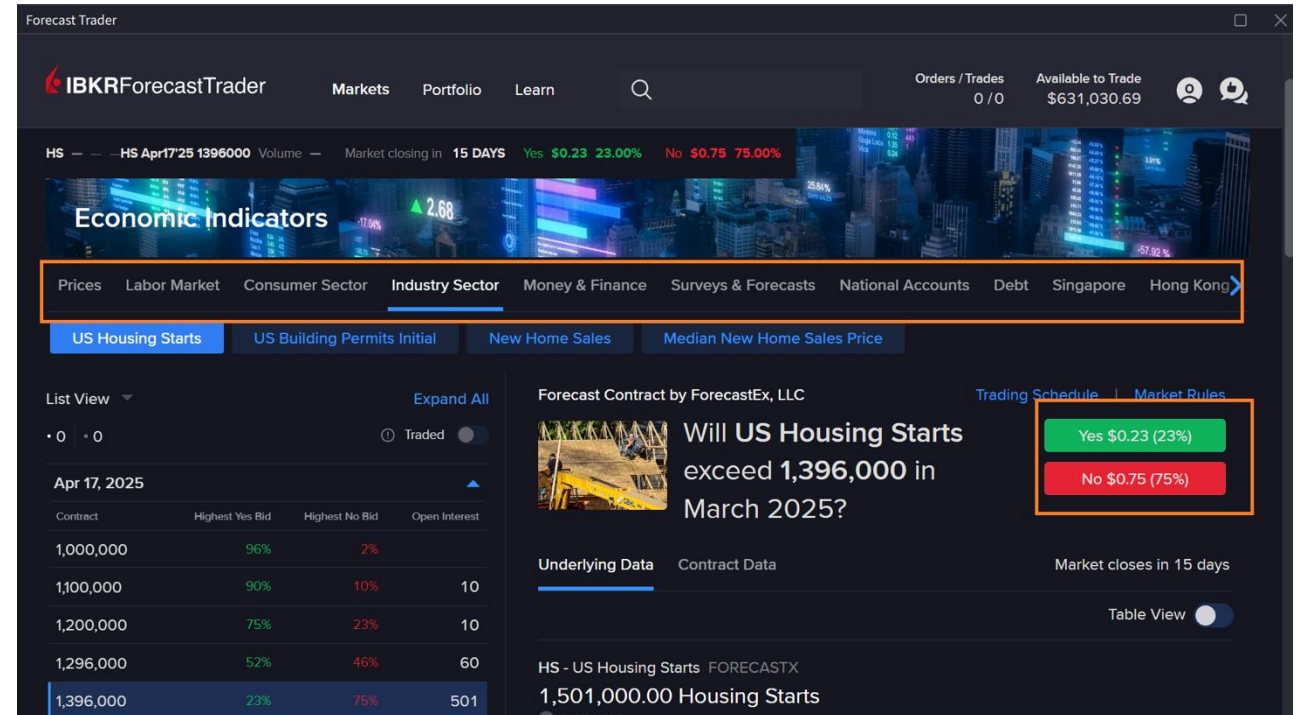 Forecast Trader
IBKRForecastTrader
Markets Portfolio Learn
Orders / Trades
0 / 0
Available to Trade
$631,030.69
HS — — —HS Apr17'25 1396000 Volume — Market closing in 15 DAYS Yes $0.23 23.00% No $0.75 75.00%
Economic Indicators
-17.04%
2.68
25.84%
3.91%
-57.92 %
Prices Labor Market Consumer Sector Industry Sector Money & Finance Surveys & Forecasts National Accounts Debt Singapore Hong Kong
US Housing Starts US Building Permits Initial New Home Sales Median New Home Sales Price
List View Expand All
• 0 • 0 Traded
Apr 17, 2025
Contract Highest Yes Bid Highest No Bid Open Interest
1,000,000 96% 2%
1,100,000 90% 10% 10
1,200,000 75% 23% 10
1,296,000 52% 46% 60
1,396,000 23% 75% 501
Forecast Contract by ForecastEx, LLC
Trading Schedule | Market Rules
Will US Housing Starts
exceed 1,396,000 in
March 2025?
Yes $0.23 (23%)
No $0.75 (75%)
Underlying Data Contract Data Market closes in 15 days
Table View
HS - US Housing Starts FORECASTX
1,501,000.00 Housing Starts